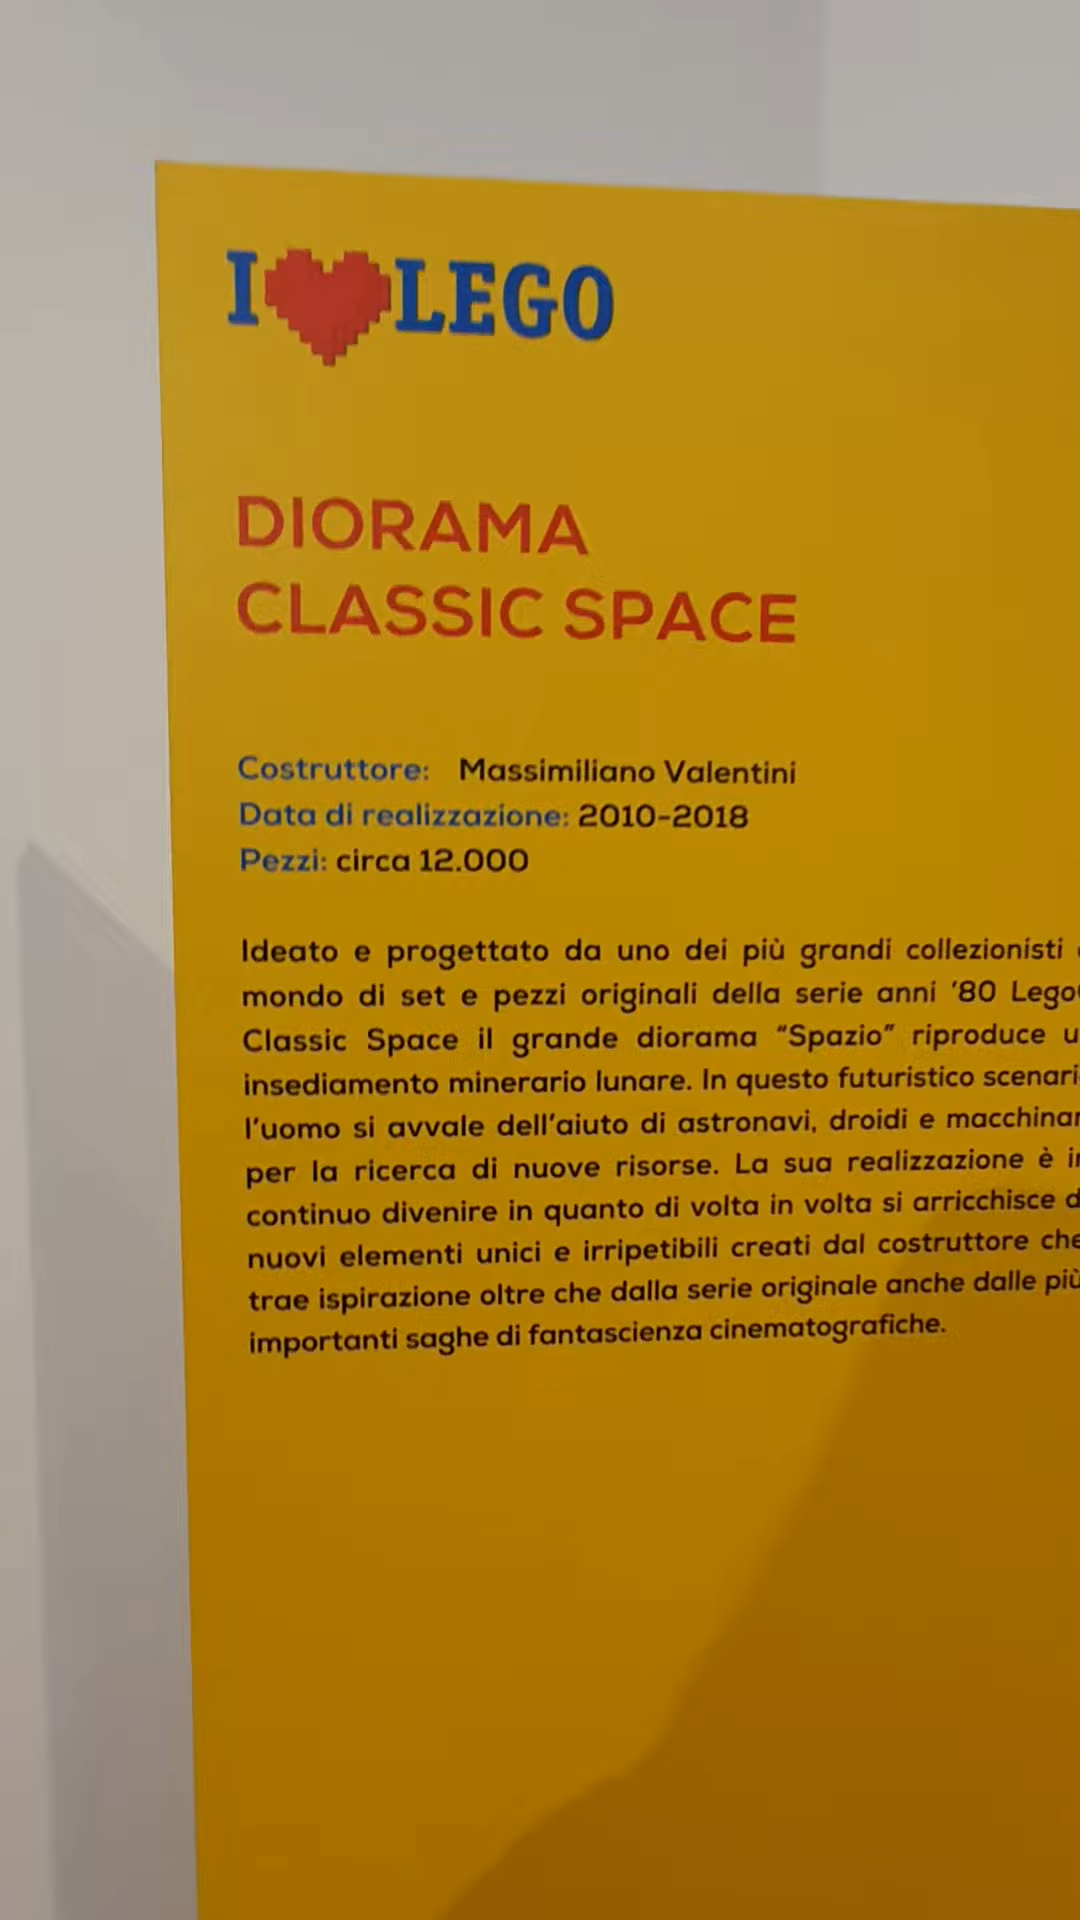 I LEGO
DIORAMA
CLASSIC SPACE
Costruttore: Massimiliano Valentini
Data di realizzazione: 2010-2018
Pezzi: circa 12.000
Ideato e progettato da uno dei più grandi collezionisti
mondo di set e pezzi originali della serie anni '80 Lego
Classic Space il grande diorama “Spazio” riproduce
insediamento minerario lunare. In questo futuristico
l'uomo si avvale dell'aiuto di astronavi, droidi e
per la ricerca di nuove risorse. La sua realizzazione è
continuo divenire in quanto di volta in volta si arricchisce
nuovi elementi unici e irripetibili creati dal costruttore che
trae ispirazione oltre che dalla serie originale anche dalle più
importanti saghe di fantascienza cinematografiche.